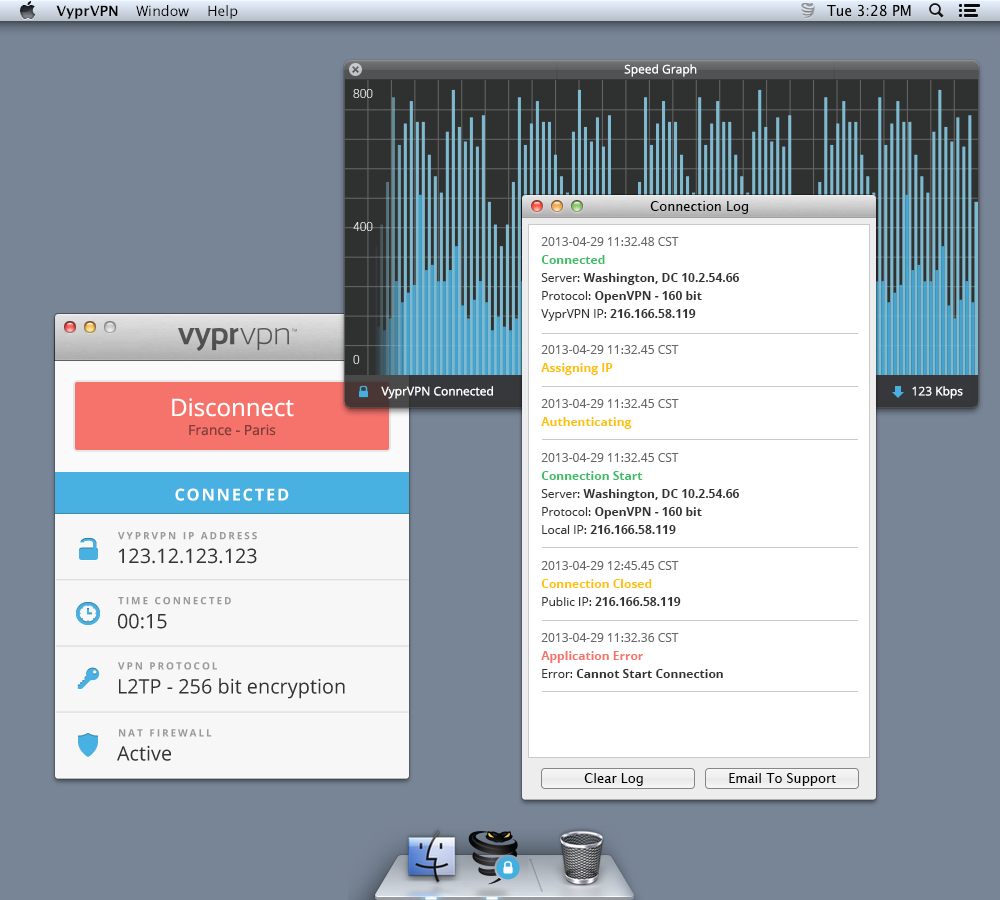 VyprVPN Window Help
Tue 3:28 PM
Speed Graph
800
400
0
VyprVPN Connected
123 Kbps
vyprvpn™
Disconnect
France - Paris
CONNECTED
VYPRVPN IP ADDRESS
123.12.123.123
TIME CONNECTED
00:15
VPN PROTOCOL
L2TP - 256 bit encryption
NAT FIREWALL
Active
Connection Log
2013-04-29 11:32.48 CST
Connected
Server: Washington, DC 10.2.54.66
Protocol: OpenVPN - 160 bit
VyprVPN IP: 216.166.58.119
2013-04-29 11:32.45 CST
Assigning IP
2013-04-29 11:32.45 CST
Authenticating
2013-04-29 11:32.45 CST
Connection Start
Server: Washington, DC 10.2.54.66
Protocol: OpenVPN - 160 bit
Local IP: 216.166.58.119
2013-04-29 12:45.45 CST
Connection Closed
Public IP: 216.166.58.119
2013-04-29 11:32.36 CST
Application Error
Error: Cannot Start Connection
Clear Log
Email To Support